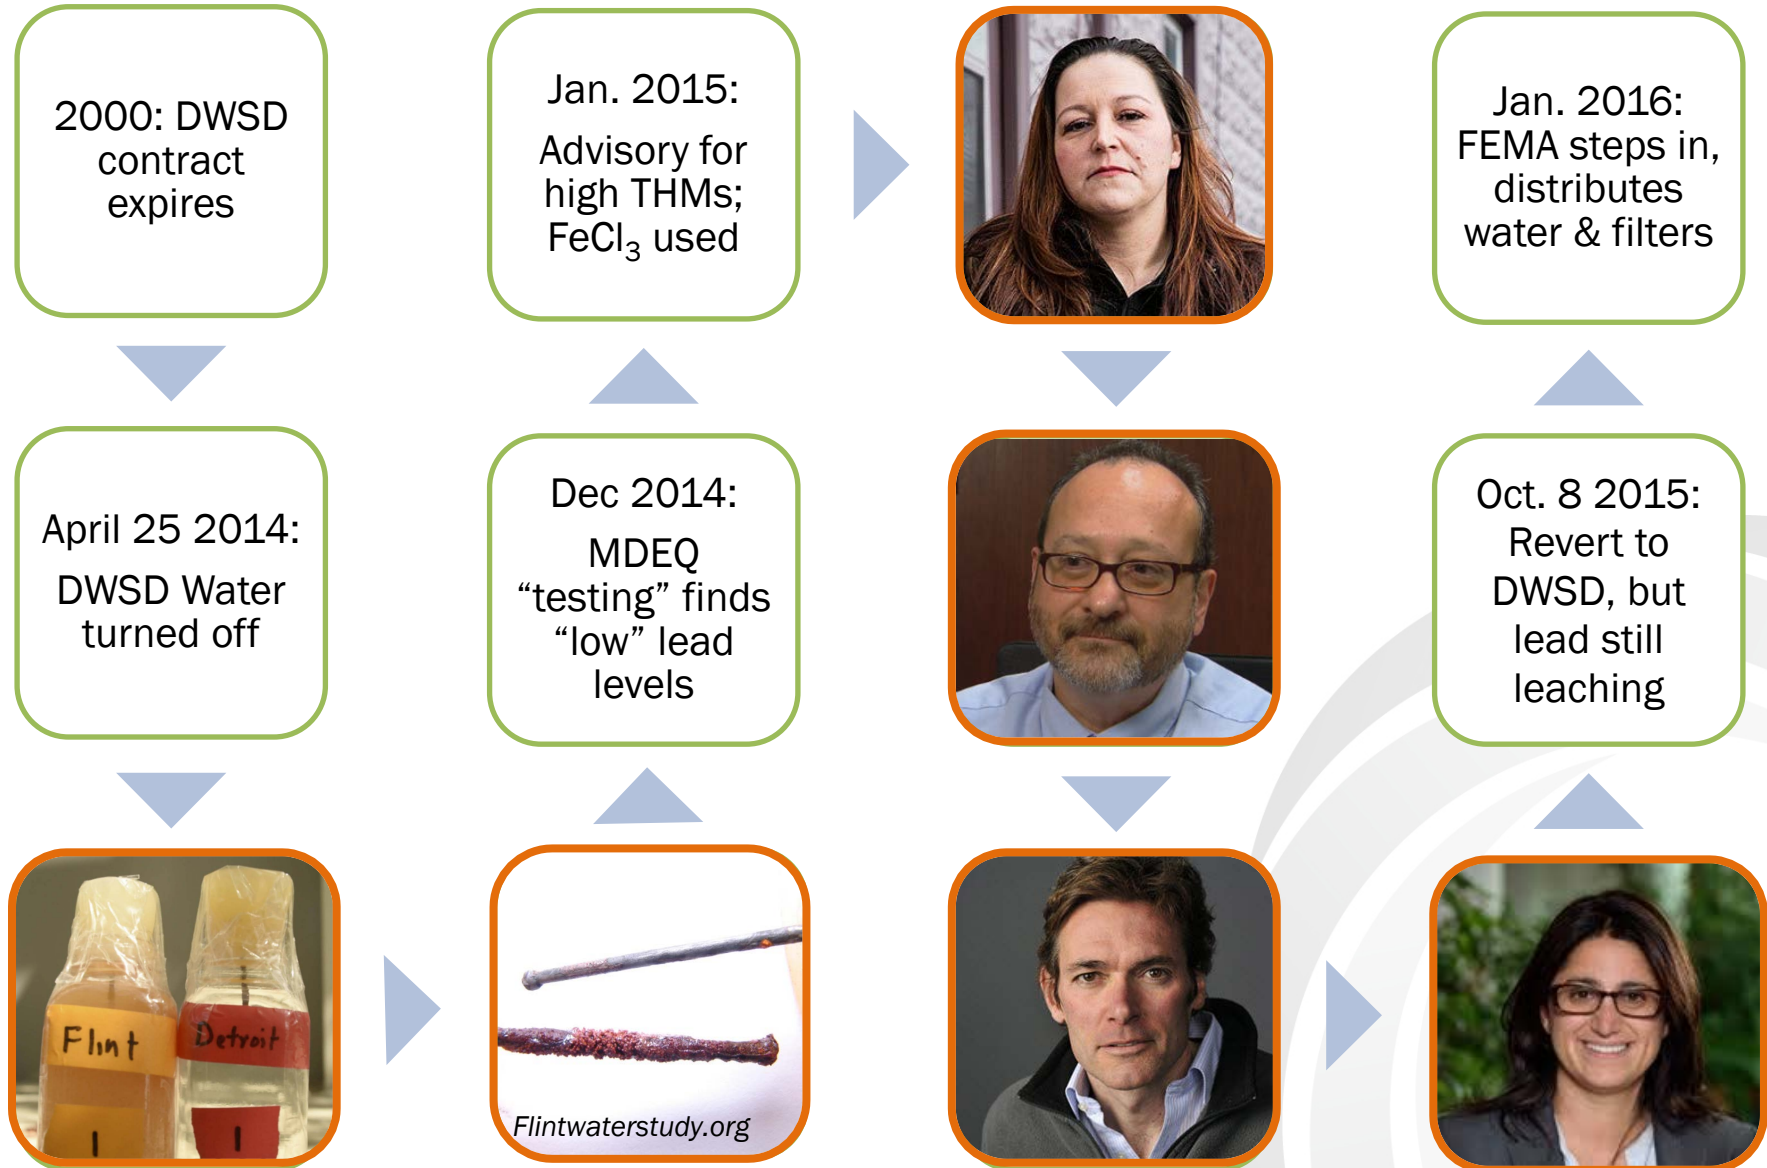 2000: DWSD
contract
expires
April 25 2014:
DWSD Water
turned off
Flint
1
Detroit
1
Flintwaterstudy.org
Dec 2014:
MDEQ
“testing” finds
“low” lead
levels
Jan. 2015:
Advisory for
high THMs;
FeCl₃ used
Oct. 8 2015:
Revert to
DWSD, but
lead still
leaching
Jan. 2016:
FEMA steps in,
distributes
water & filters